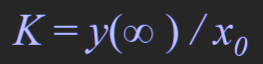 K = y(∞ ) / x₀